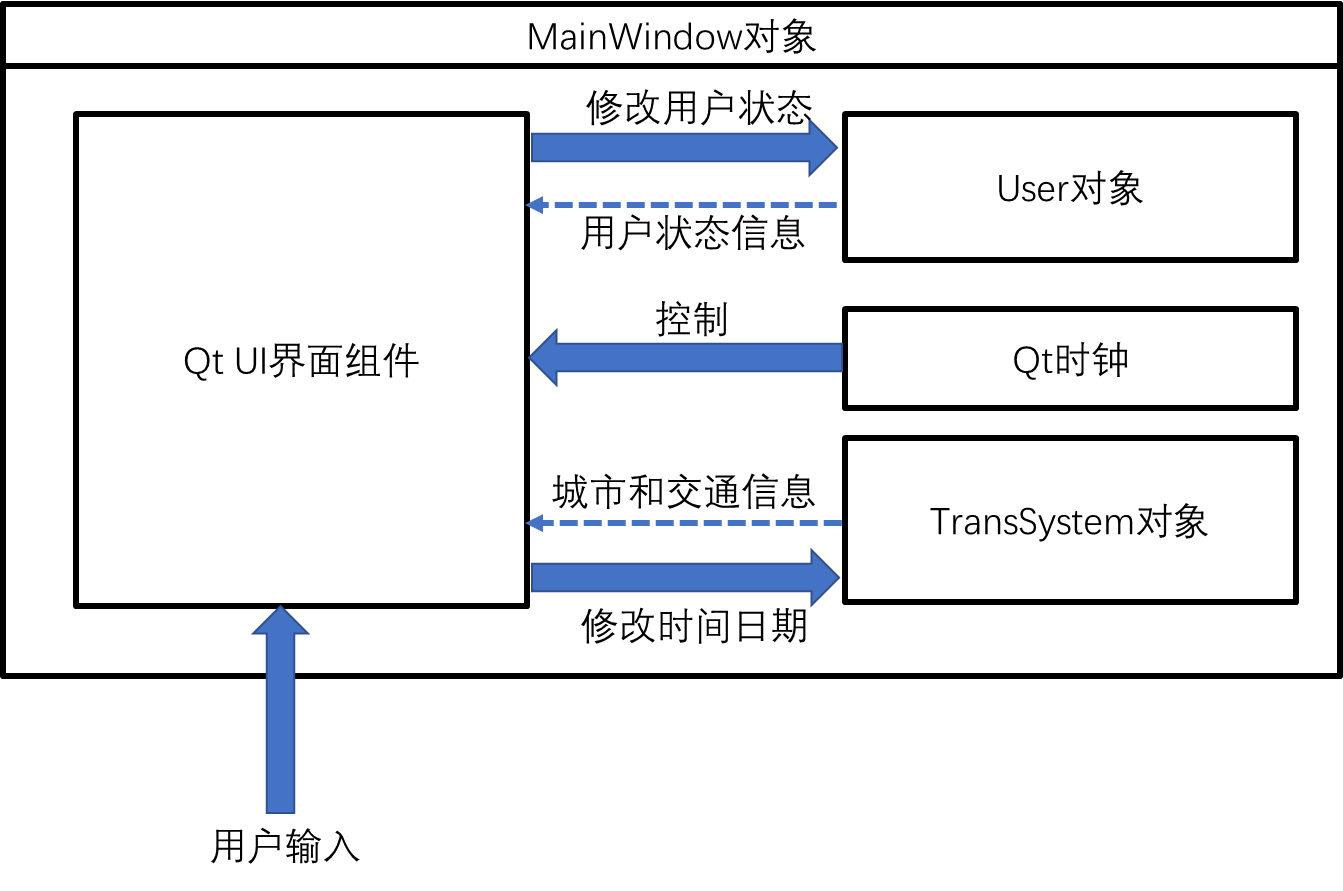 MainWindow对象
修改用户状态
User对象
用户状态信息
控制
Qt UI界面组件
Qt时钟
城市和交通信息
TransSystem对象
修改时间日期
用户输入